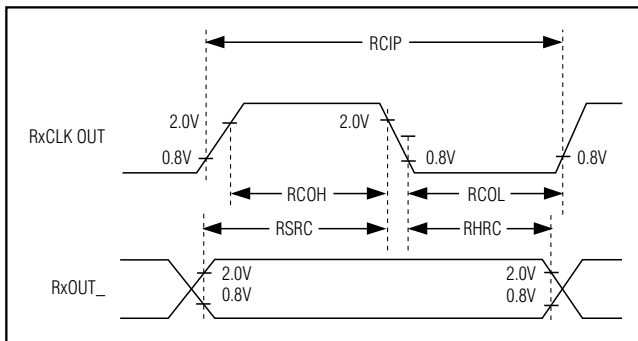 RCIP
2.0V
2.0V
RxCLK OUT
0.8V
0.8V
0.8V
RCOH
RCOL
RSRC
RHRC
2.0V
2.0V
RxOUT_
0.8V
0.8V